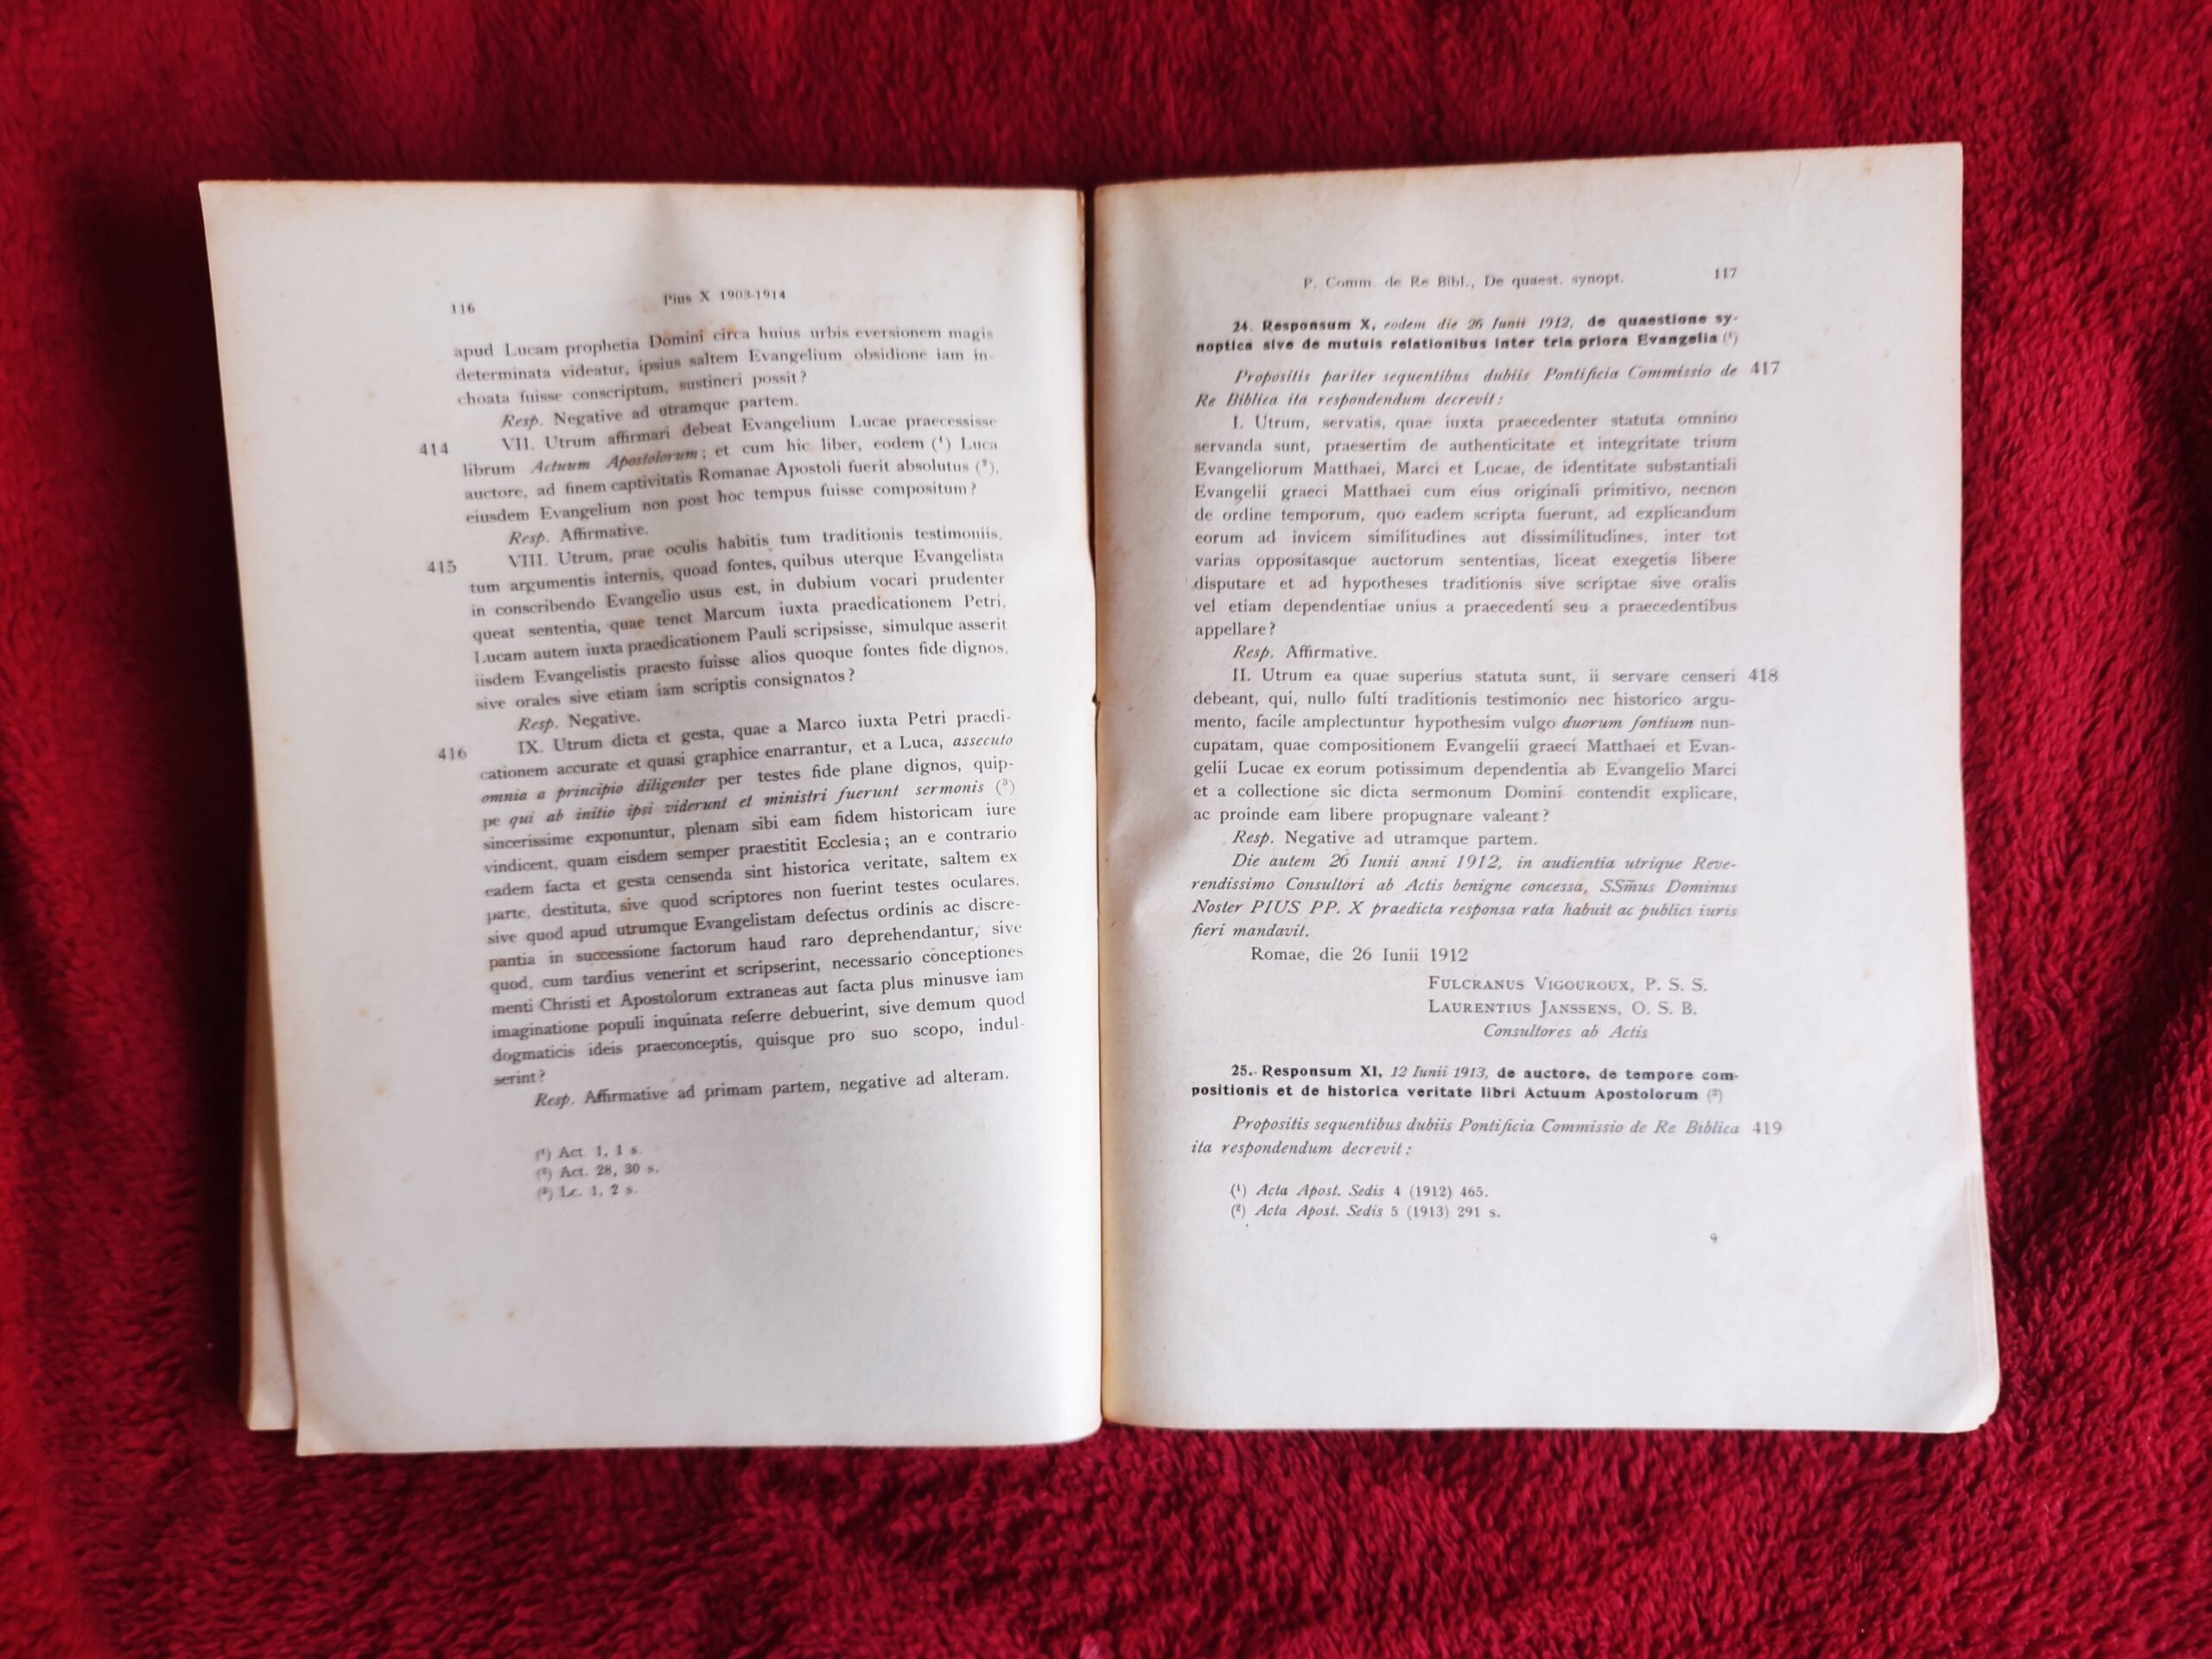 116
Pius X 1903-1914
apud Lucam prophetia Domini circa huius urbis eversionem magis
determinata videatur, ipsius saltem Evangelium obsidione iam in-
choata fuisse conscriptum, sustineri possit?
Resp. Negative ad utramque partem.
414 VII. Utrum affirmari debeat Evangelium Lucae praecessisse
librum Actuum Apostolorum; et cum hic liber, eodem (¹) Luca
auctore, ad finem captivitatis Romanae Apostoli fuerit absolutus (²),
eiusdem Evangelium non post hoc tempus fuisse compositum?
Resp. Affirmative.
415 VIII. Utrum, prae oculis habitis tum traditionis testimoniis,
tum argumentis internis, quoad fontes, quibus uterque Evangelista
in conscribendo Evangelio usus est, in dubium vocari prudenter
queat sententia, quae tenet Marcum iuxta praedicationem Petri,
Lucam autem iuxta praedicationem Pauli scripsisse, simulque asserit
iisdem Evangelistis praesto fuisse alios quoque fontes fide dignos,
sive orales sive etiam iam scriptis consignatos?
Resp. Negative.
416 IX. Utrum dicta et gesta, quae a Marco iuxta Petri praedi-
cationem accurate et quasi graphice enarrantur, et a Luca, assecuto
omnia a principio diligenter per testes fide plane dignos, quip-
pe qui ab initio ipsi viderunt et ministri fuerunt sermonis (³)
sincerissime exponuntur, plenam sibi eam fidem historicam iure
vindicent, quam eisdem semper praestitit Ecclesia; an e contrario
eadem facta et gesta censenda sint historica veritate, saltem ex
parte, destituta, sive quod scriptores non fuerint testes oculares,
sive quod apud utrumque Evangelistam defectus ordinis ac discre-
pantia in successione factorum haud raro deprehendantur, sive
quod, cum tardius venerint et scripserint, necessario conceptiones
menti Christi et Apostolorum extraneas aut facta plus minusve iam
imaginatione populi inquinata referre debuerint, sive demum quod
dogmaticis ideis praeconceptis, quisque pro suo scopo, indul-
serint?
Resp. Affirmative ad primam partem, negative ad alteram.
(¹) Act. 1, 1 s.
(²) Act. 28, 30 s.
(³) Lc. 1, 2 s.
P. Comm. de Re Bibl., De quaest. synopt.
117
24. Responsum X, eodem die 26 Iunii 1912, de quaestione sy-
noptica sive de mutuis relationibus inter tria priora Evangelia (¹)
Propositis pariter sequentibus dubiis Pontificia Commissio de 417
Re Biblica ita respondendum decrevit:
I. Utrum, servatis, quae iuxta praecedenter statuta omnino
servanda sunt, praesertim de authenticitate et integritate trium
Evangeliorum Matthaei, Marci et Lucae, de identitate substantiali
Evangelii graeci Matthaei cum eius originali primitivo, necnon
de ordine temporum, quo eadem scripta fuerunt, ad explicandum
eorum ad invicem similitudines aut dissimilitudines, inter tot
varias oppositasque auctorum sententias, liceat exegetis libere
disputare et ad hypotheses traditionis sive scriptae sive oralis
vel etiam dependentiae unius a praecedenti seu a praecedentibus
appellare?
Resp. Affirmative.
II. Utrum ea quae superius statuta sunt, ii servare censeri 418
debeant, qui, nullo fulti traditionis testimonio nec historico argu-
mento, facile amplectuntur hypothesim vulgo duorum fontium nun-
cupatam, quae compositionem Evangelii graeci Matthaei et Evan-
gelii Lucae ex eorum potissimum dependentia ab Evangelio Marci
et a collectione sic dicta sermonum Domini contendit explicare,
ac proinde eam libere propugnare valeant?
Resp. Negative ad utramque partem.
Die autem 26 Iunii anni 1912, in audientia utrique Reve-
rendissimo Consultori ab Actis benigne concessa, SSm̃us Dominus
Noster PIUS PP. X praedicta responsa rata habuit ac publici iuris
fieri mandavit.
Romae, die 26 Iunii 1912
FULCRANUS VIGOUROUX, P. S. S.
LAURENTIUS JANSSENS, O. S. B.
Consultores ab Actis
25. Responsum XI, 12 Iunii 1913, de auctore, de tempore com-
positionis et de historica veritate libri Actuum Apostolorum (²)
Propositis sequentibus dubiis Pontificia Commissio de Re Biblica 419
ita respondendum decrevit:
(¹) Acta Apost. Sedis 4 (1912) 465.
(²) Acta Apost. Sedis 5 (1913) 291 s.
9